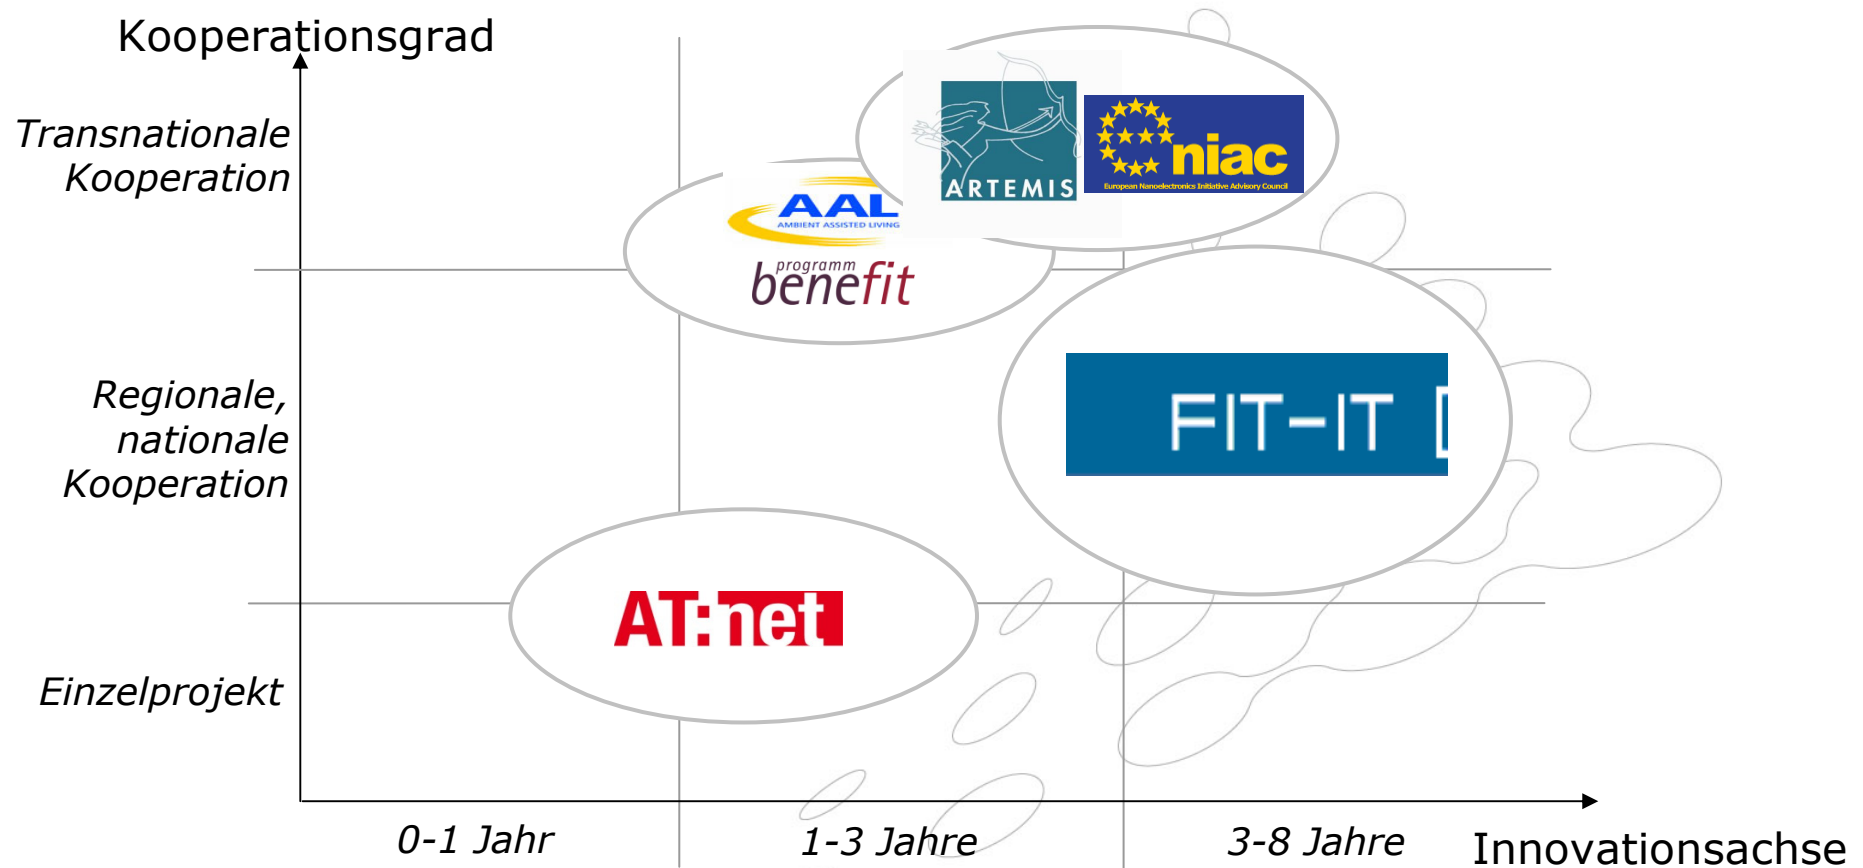 Kooperationsgrad
Transnationale
Kooperation
ARTEMIS
eniac
European Nanoelectronics Initiative Advisory Council
AAL
AMBIENT ASSISTED LIVING
programm
benefit
Regionale,
nationale
Kooperation
FIT-IT [
AT:net
Einzelprojekt
0-1 Jahr
1-3 Jahre
3-8 Jahre
Innovationsachse